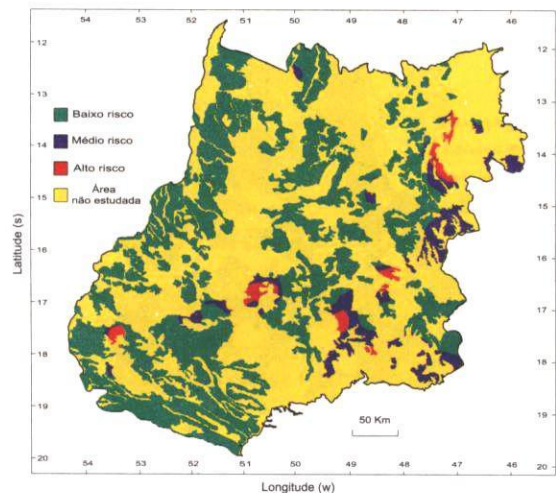 54 53 52 51 50 49 48 47 46
12 12
13 13
14 14
15 15
16 16
17 17
18 18
19 19
20 20
Baixo risco
Médio risco
Alto risco
Área
não estudada
Latitude (s)
50 Km
54 53 52 51 50 49 48 47 46
Longitude (w)